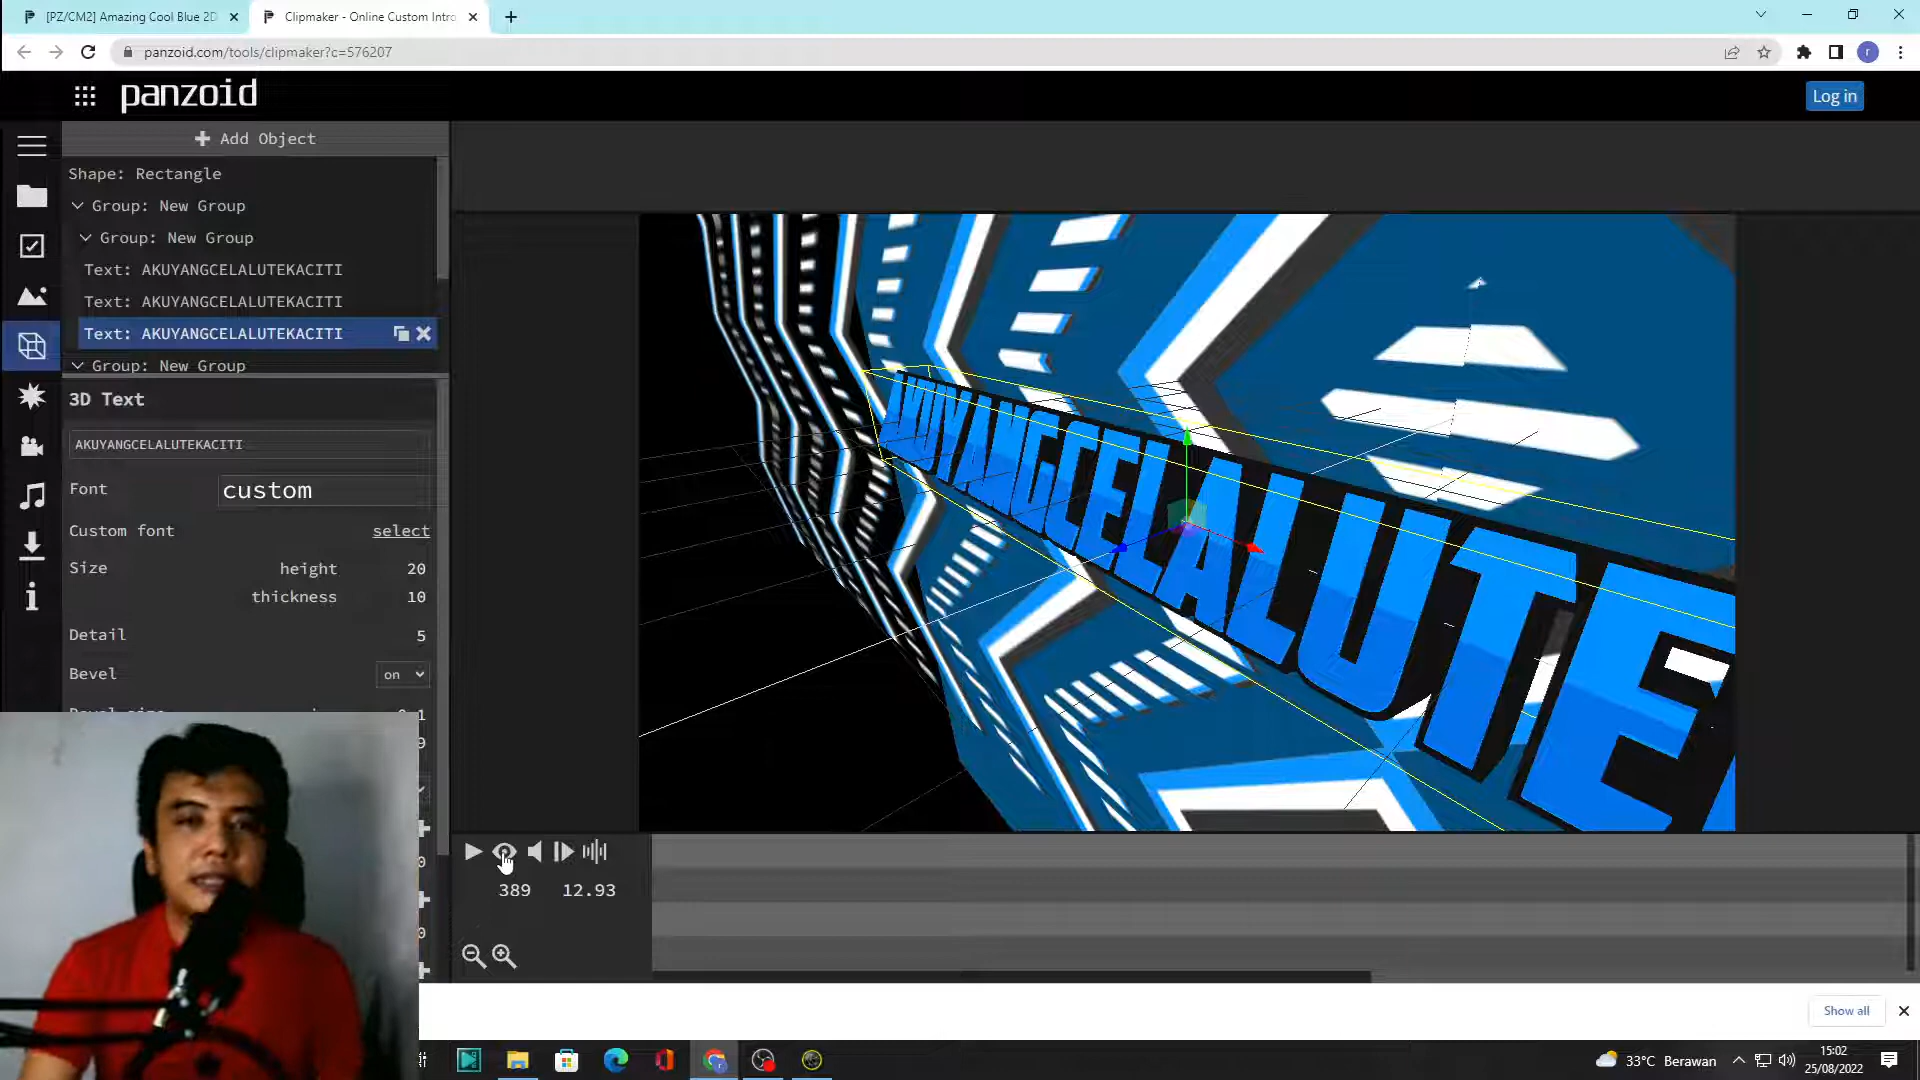 [PZ/CM2] Amazing Cool Blue 2D
Clipmaker - Online Custom Intro
panzoid.com/tools/clipmaker?c=576207
r
panzoid
Log in
Add Object
Shape: Rectangle
Group: New Group
Group: New Group
Text: AKUYANGCELALUTEKACITI
Text: AKUYANGCELALUTEKACITI
Text: AKUYANGCELALUTEKACITI
Group: New Group
3D Text
AKUYANGCELALUTEKACITI
Font custom
Custom font select
Size height 20
thickness 10
Detail 5
Bevel on
AKUYANGCELALUTE
389 12.93
Show all
33°C Berawan
15:02
25/08/2022